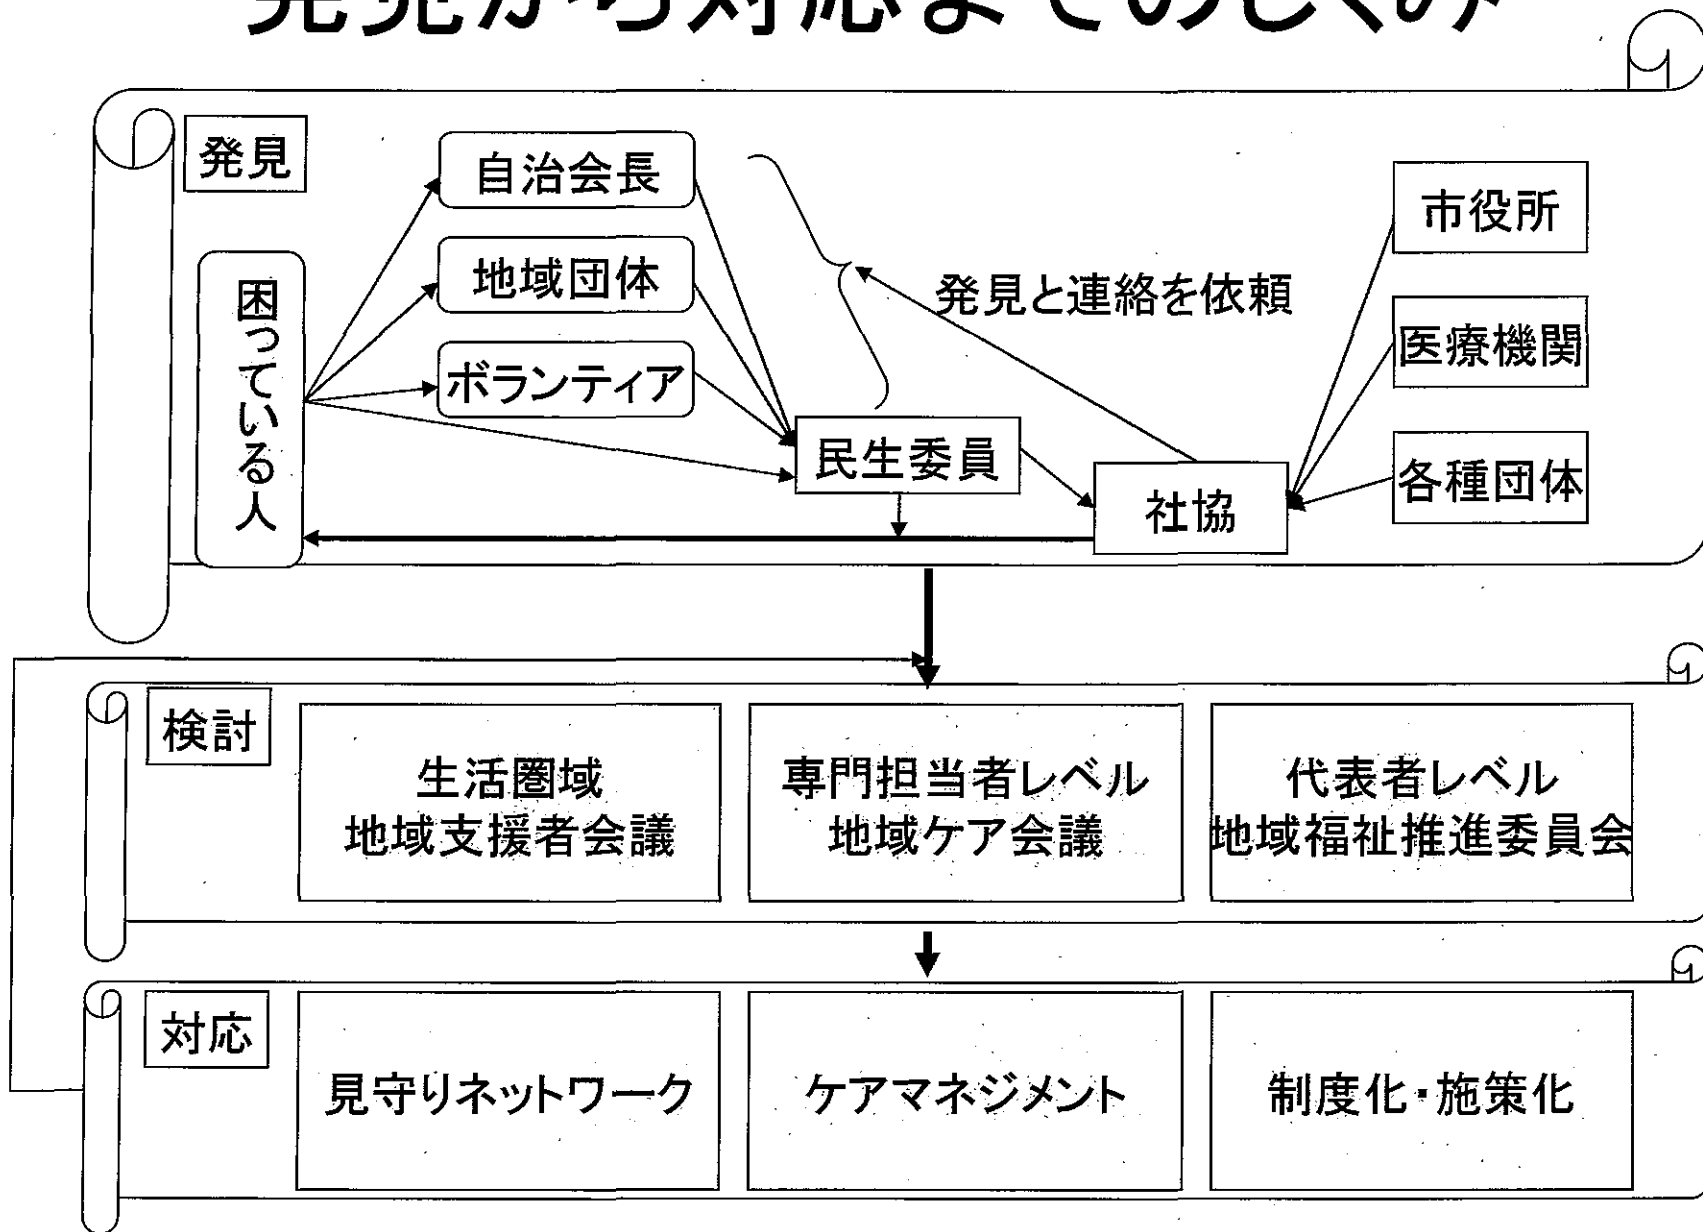 発見から対応までのしくみ
発見
自治会長
市役所
地域団体
発見と連絡を依頼
困っている人
医療機関
ボランティア
民生委員
各種団体
社協
検討
生活圏域
地域支援者会議
専門担当者レベル
地域ケア会議
代表者レベル
地域福祉推進委員会
対応
見守りネットワーク
ケアマネジメント
制度化・施策化